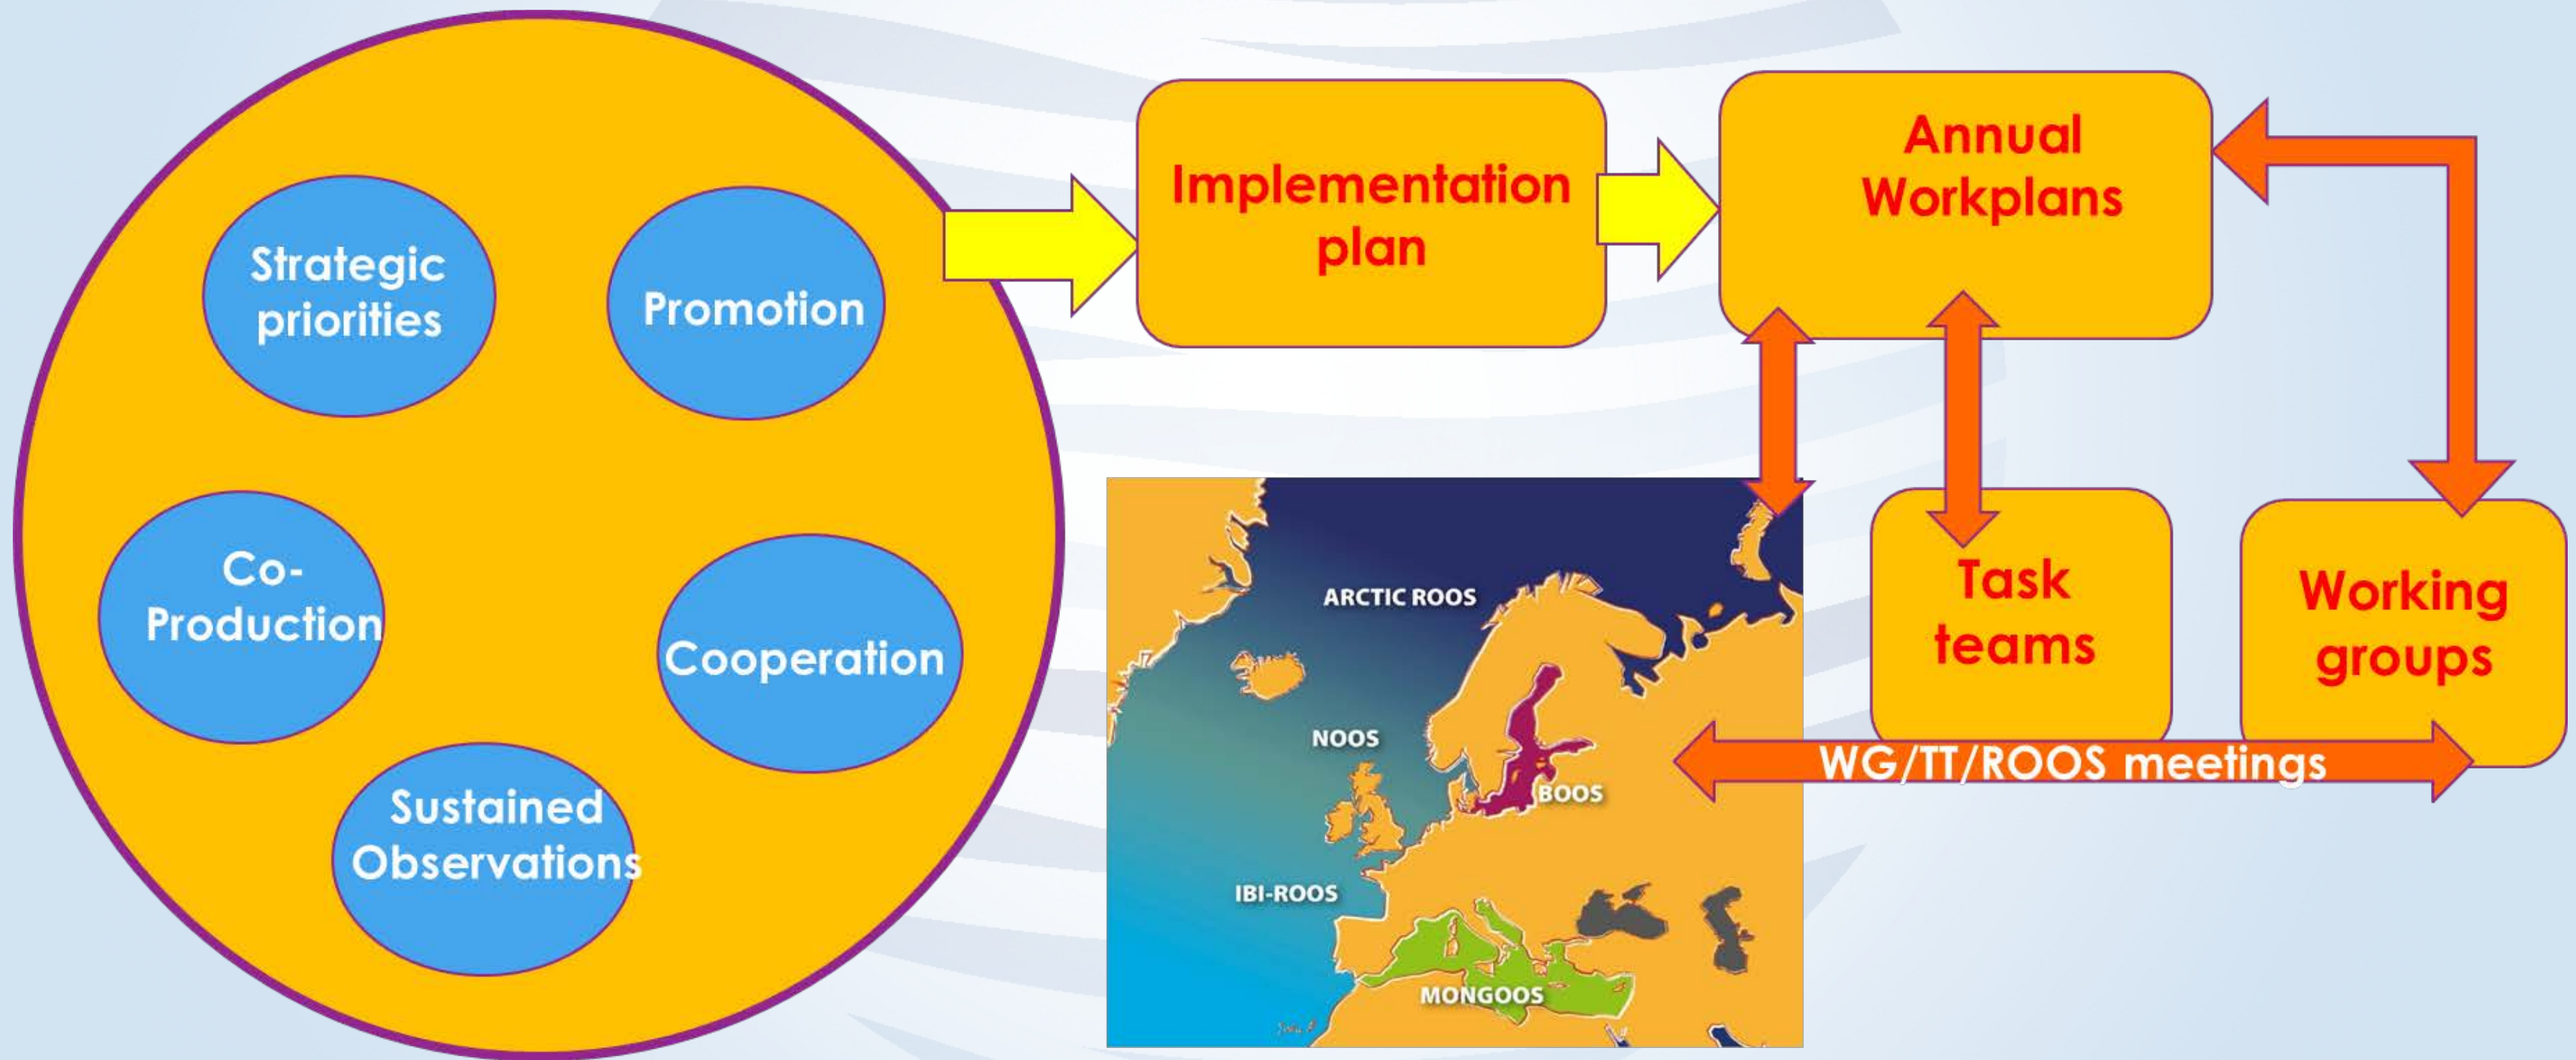 Strategic
priorities
Promotion
Co-
Production
Cooperation
Sustained
Observations
Implementation
plan
Annual
Workplans
Task
teams
Working
groups
WG/TT/ROOS meetings
ARCTIC ROOS
NOOS
BOOS
IBI-ROOS
MONGOOS